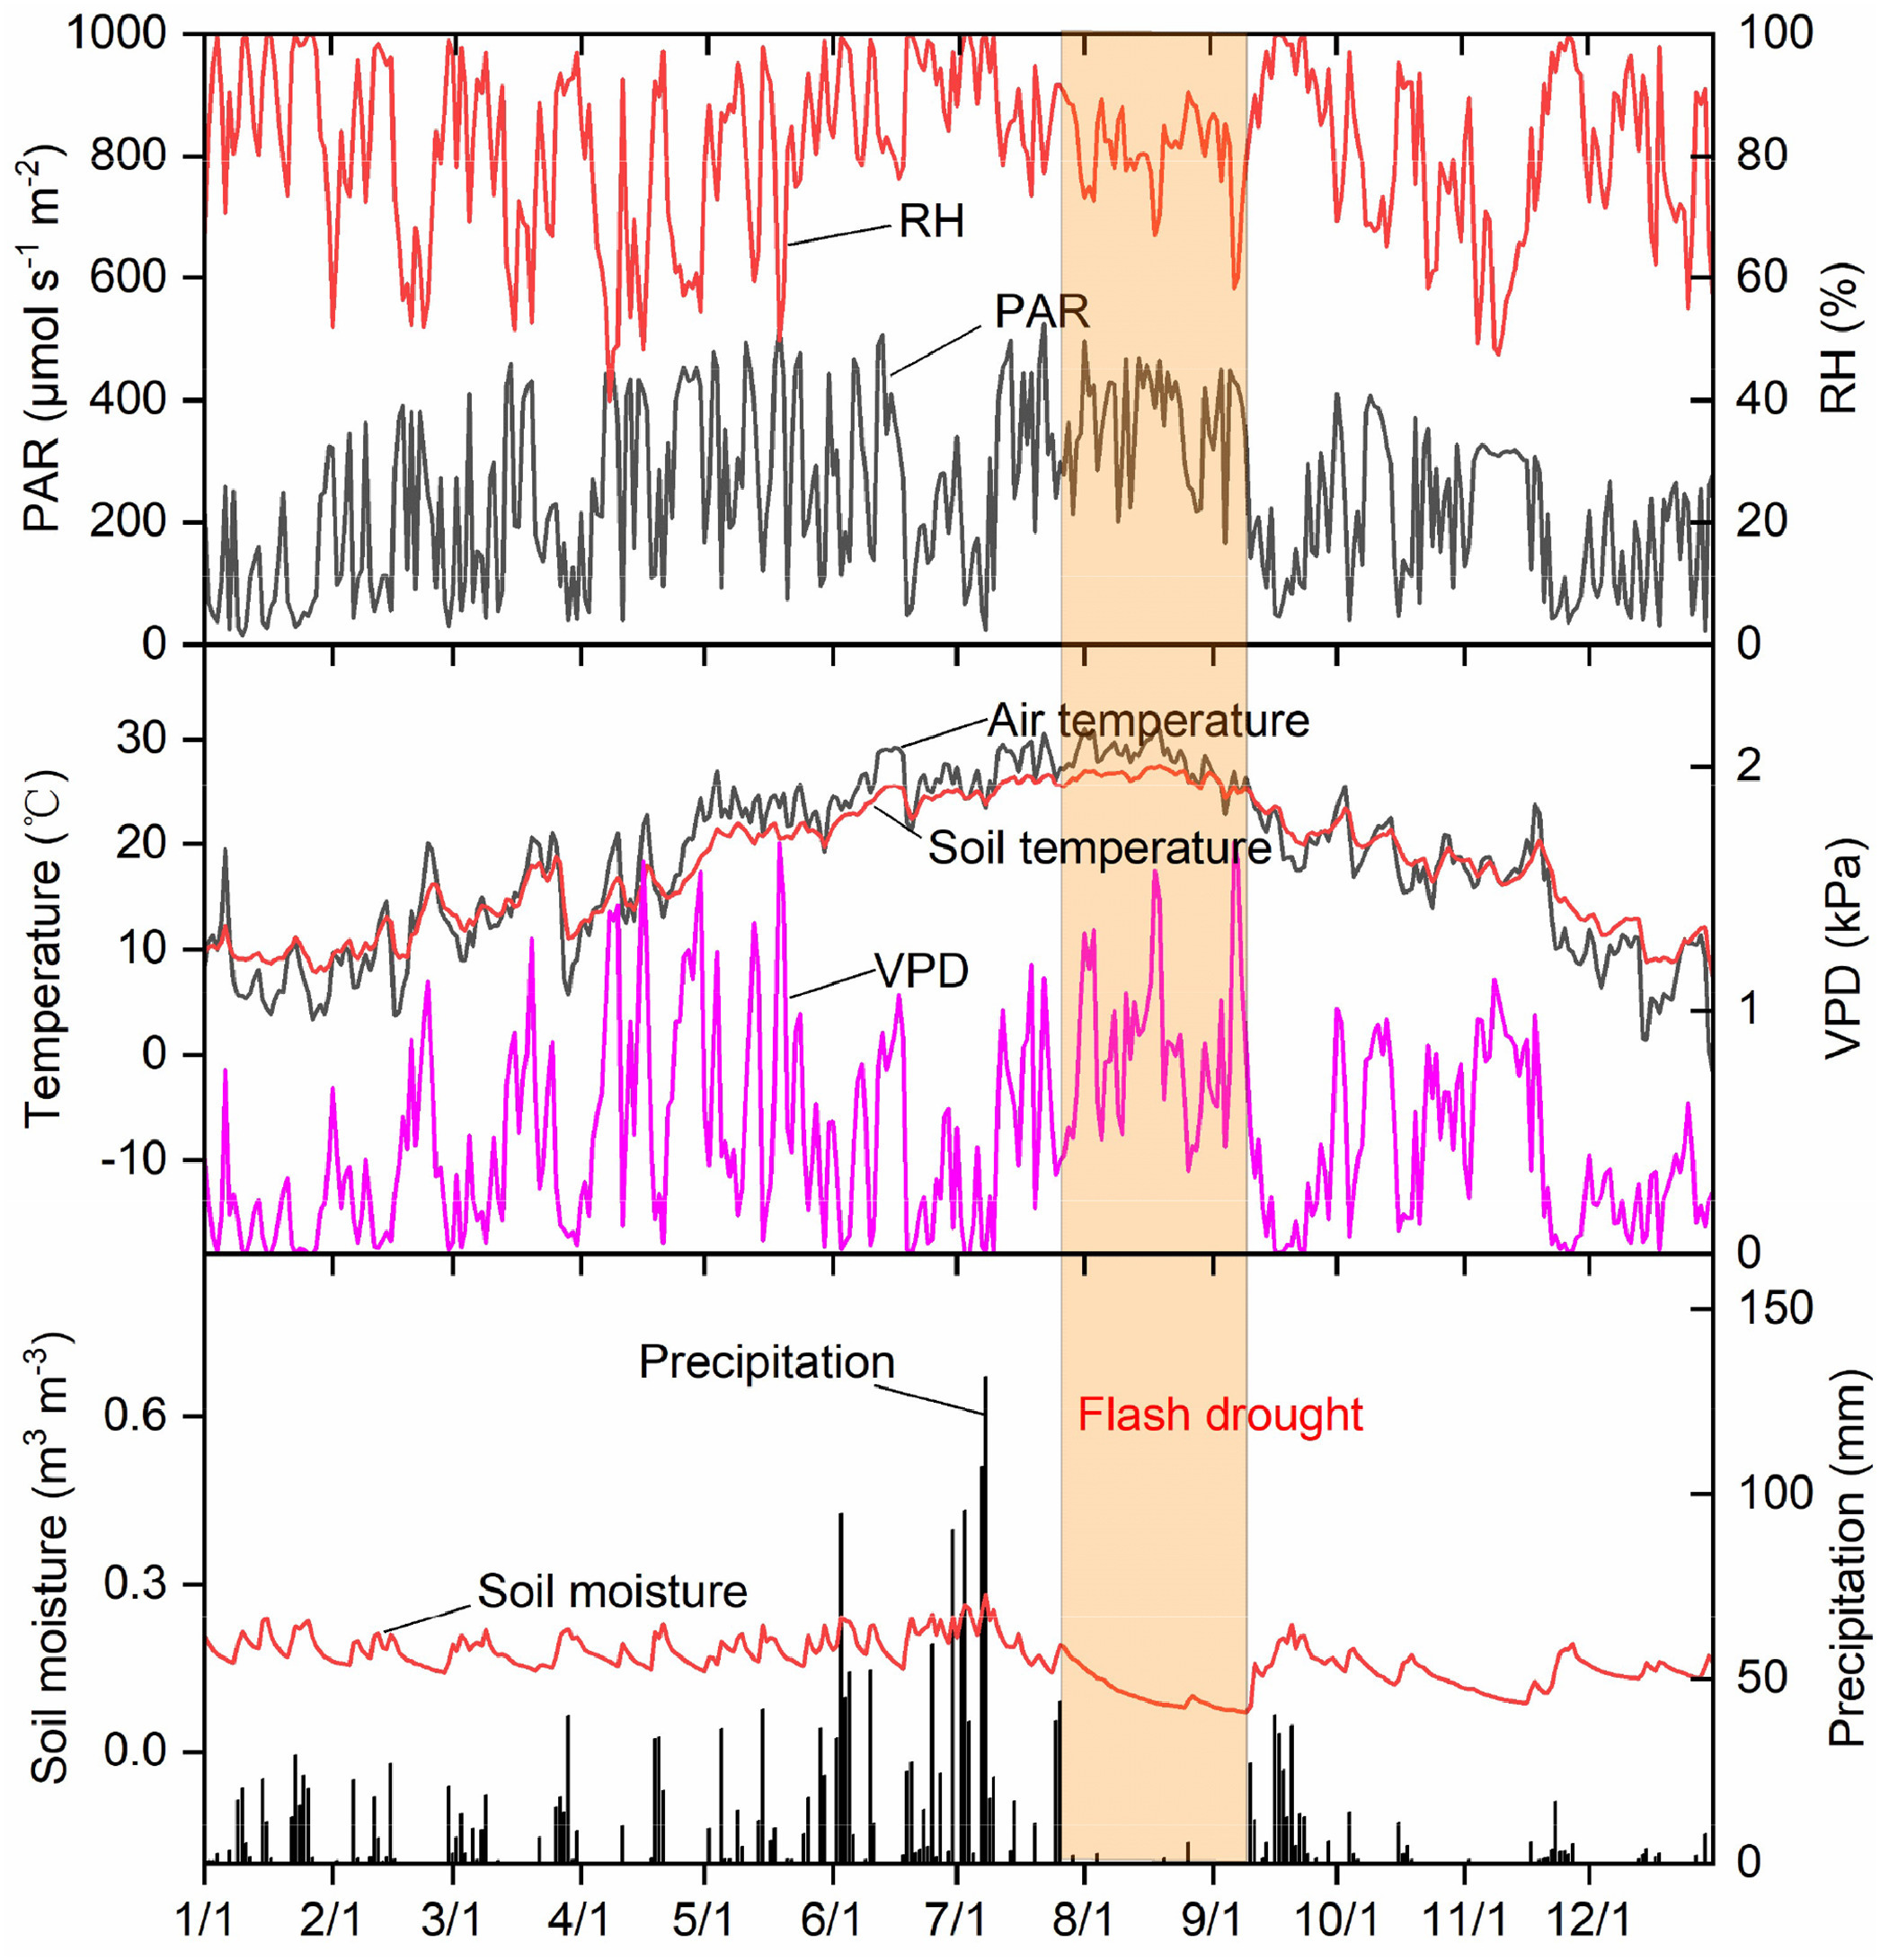 1000
800
600
400
200
0
PAR (µmol s⁻¹ m⁻²)
100
80
60
40
20
0
RH (%)
RH
PAR
30
20
10
0
-10
Temperature (℃)
2
1
0
VPD (kPa)
Air temperature
Soil temperature
VPD
0.6
0.3
0.0
Soil moisture (m³ m⁻³)
150
100
50
0
Precipitation (mm)
Precipitation
Flash drought
Soil moisture
1/1 2/1 3/1 4/1 5/1 6/1 7/1 8/1 9/1 10/1 11/1 12/1